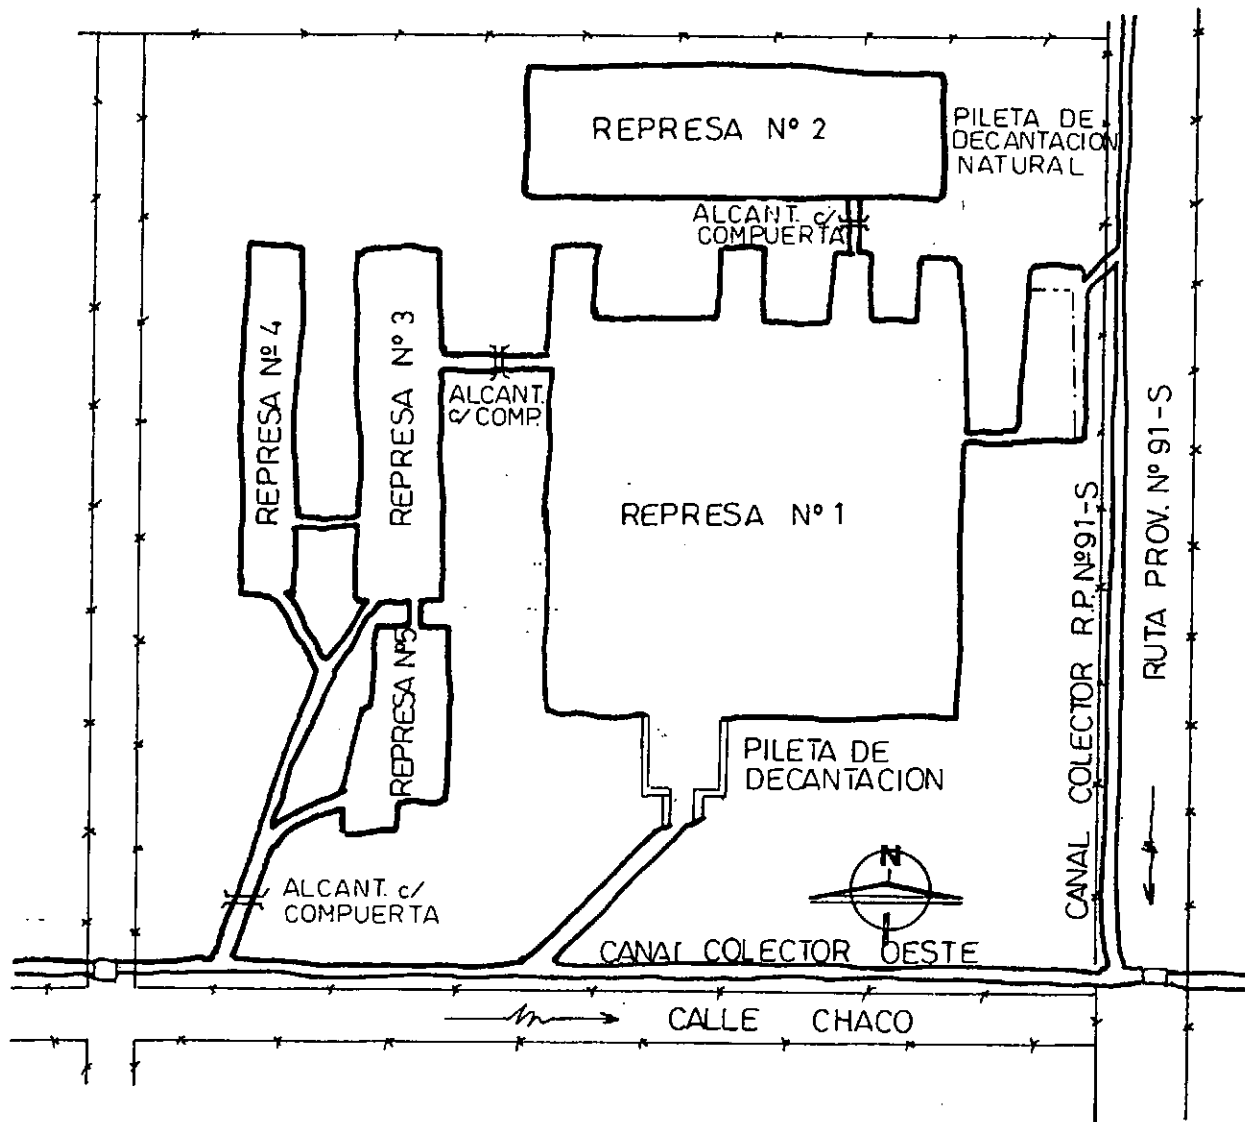 REPRESA Nº 2
PILETA DE
DECANTACION
NATURAL
ALCANT. c/
COMPUERTA
REPRESA Nº 4
REPRESA Nº 3
ALCANT.
c/COMP.
REPRESA Nº 1
REPRESA Nº5
CANAL COLECTOR R.P.Nº91-S
RUTA PROV. Nº 91-S
PILETA DE
DECANTACION
ALCANT. c/
COMPUERTA
N
CANAL COLECTOR OESTE
CALLE CHACO